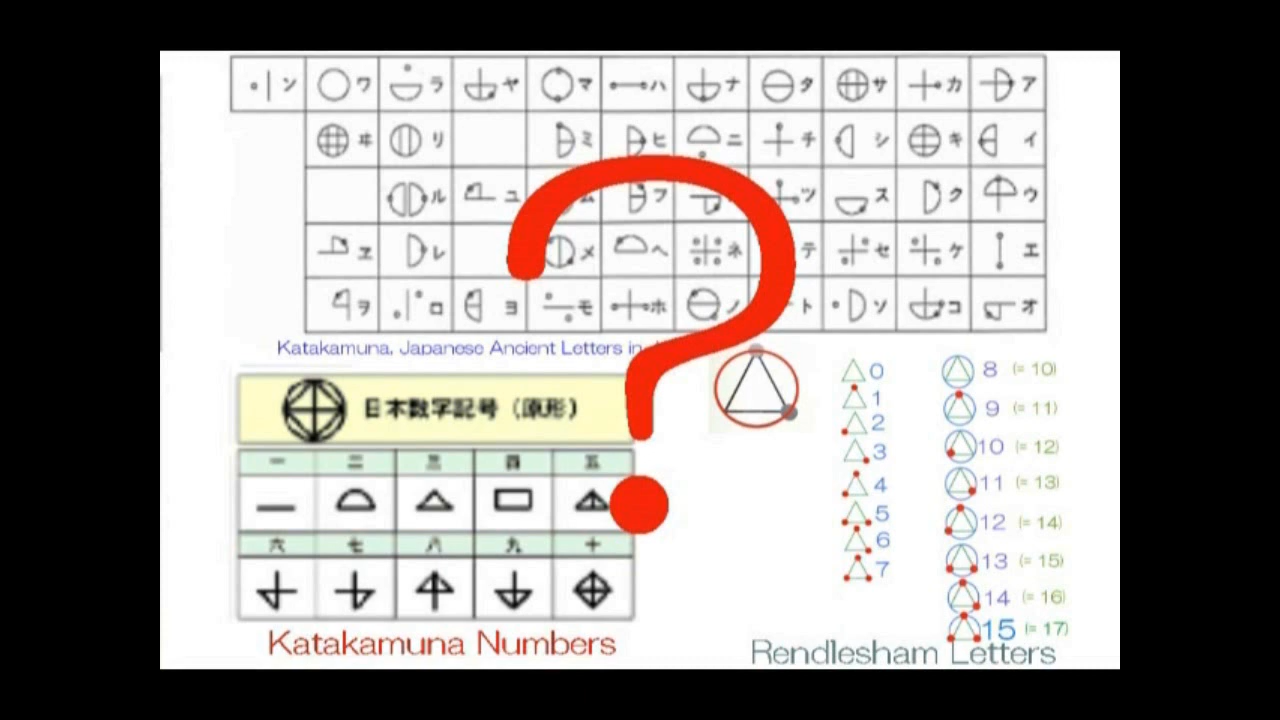 ン ワ ラ ヤ マ ハ ナ タ サ カ ア
ヰ リ ミ ヒ ニ チ シ キ イ
ル ユ ム フ ツ ス ク ウ
ヱ レ メ ヘ ネ テ セ ケ エ
ヲ ロ ヨ モ ホ ノ ト ソ コ オ
Katakamuna. Japanese Ancient Letters in
日本数字記号（原形）
一 二 三 四 五
六 七 八 九 十
Katakamuna Numbers
?
0
1
2
3
4
5
6
7
8 (= 10)
9 (= 11)
10 (= 12)
11 (= 13)
12 (= 14)
13 (= 15)
14 (= 16)
15 (= 17)
Rendlesham Letters